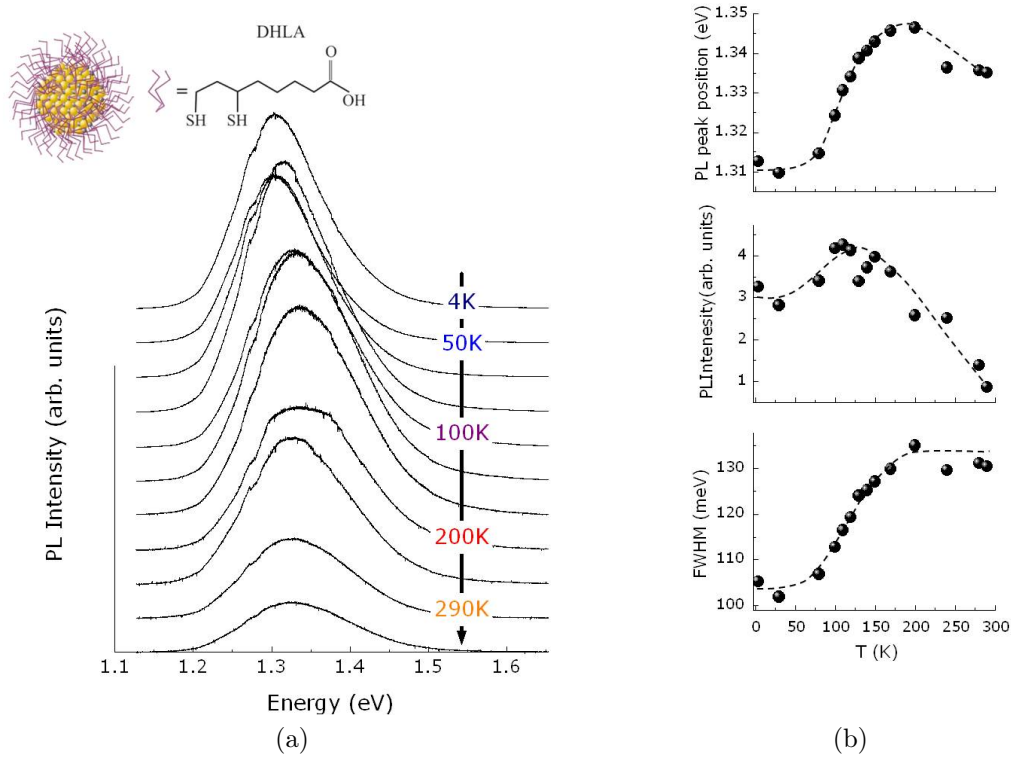 DHLA
=
O
OH
SH
SH
PL Intensity (arb. units)
4K
50K
100K
200K
290K
1.1
1.2
1.3
1.4
1.5
1.6
Energy (eV)
(a)
PL peak position (eV)
1.35
1.34
1.33
1.32
1.31
PLIntenesity(arb. units)
4
3
2
1
FWHM (meV)
130
120
110
100
0
50
100
150
200
250
300
T (K)
(b)